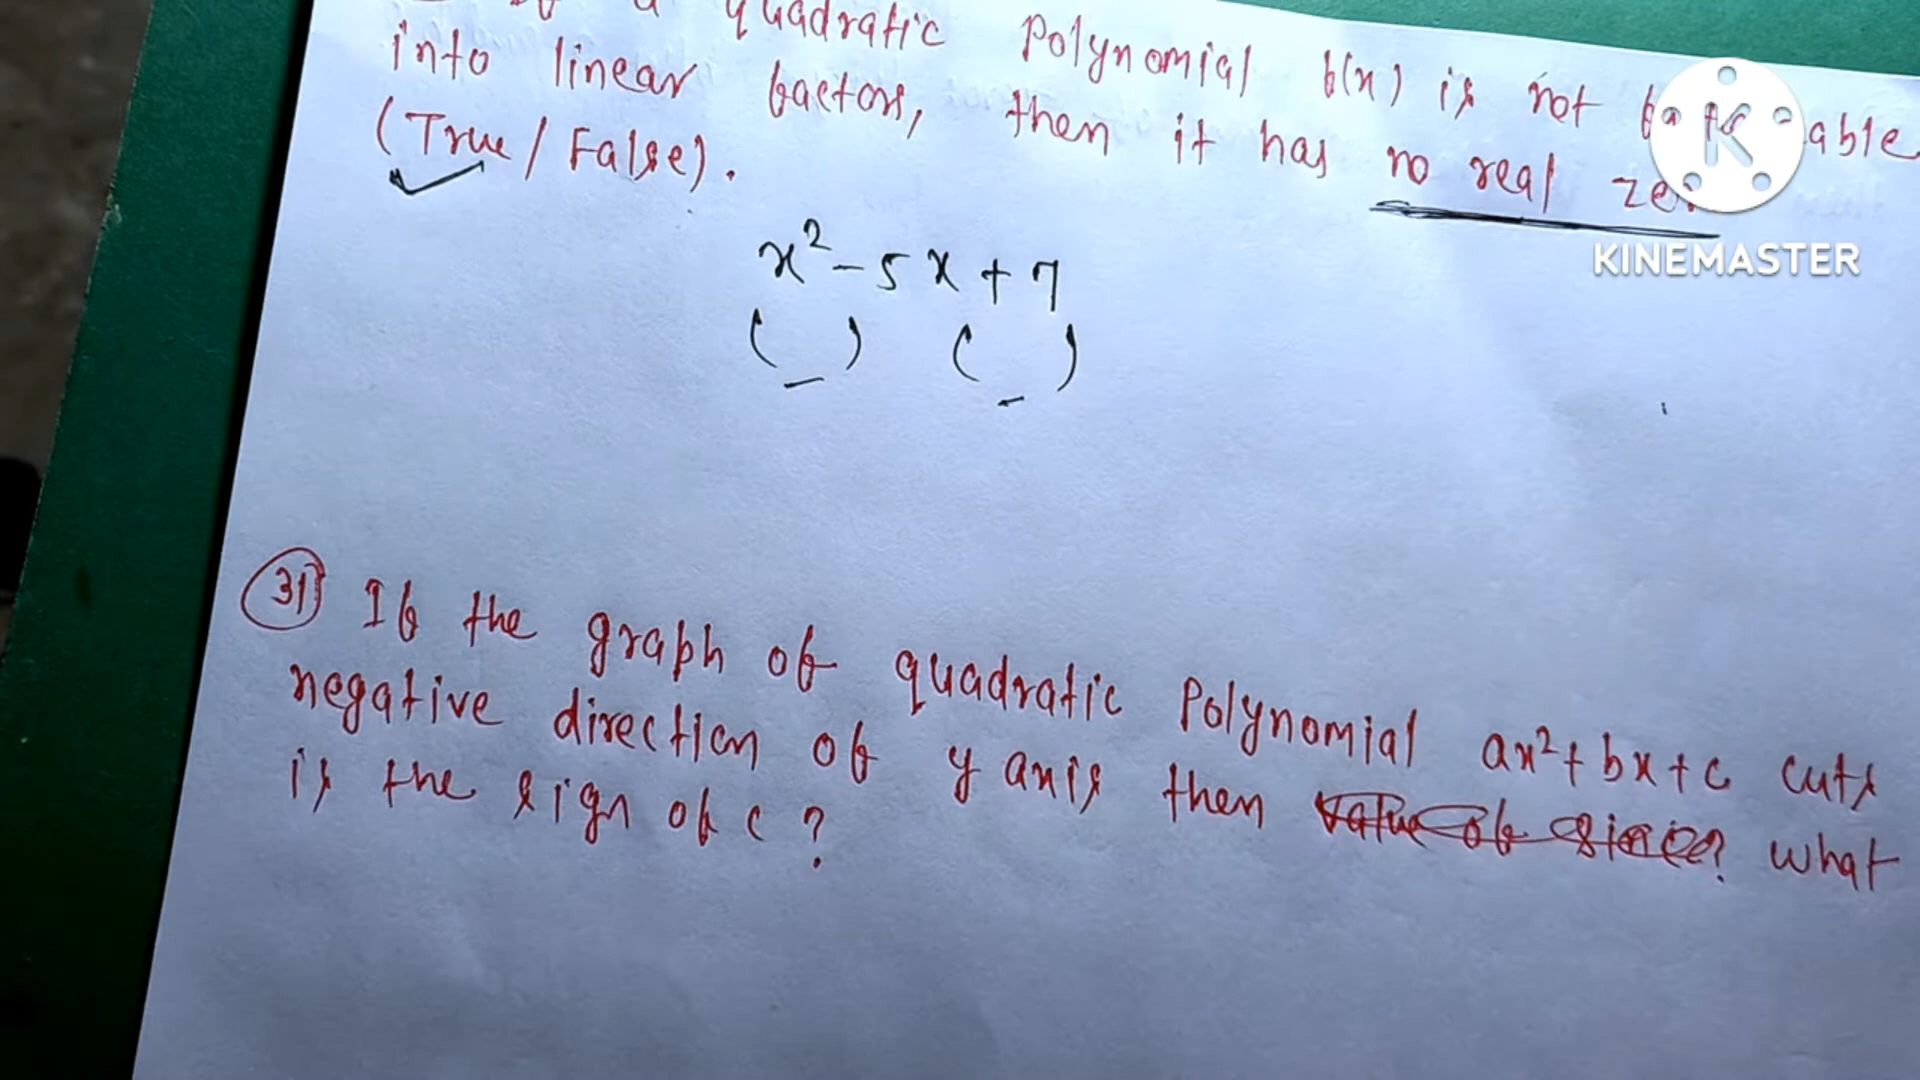 a quadratic Polynomial f(x) is not able
into linear factors, then it has no real
(True / False).
x² - 5x + 7
( _ ) ( _ )
31 If the graph of quadratic Polynomial ax² + bx + c cuts
negative direction of y axis then what
is the sign of c ?
K
KINEMASTER